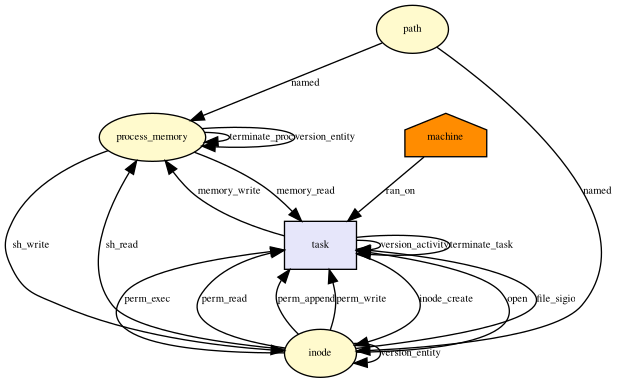 path
named
process_memory
terminate_proc
version_entity
machine
memory_write
memory_read
ran_on
named
sh_write
sh_read
task
version_activity
terminate_task
perm_exec
perm_read
perm_append
perm_write
inode_create
open
file_sigio
inode
version_entity